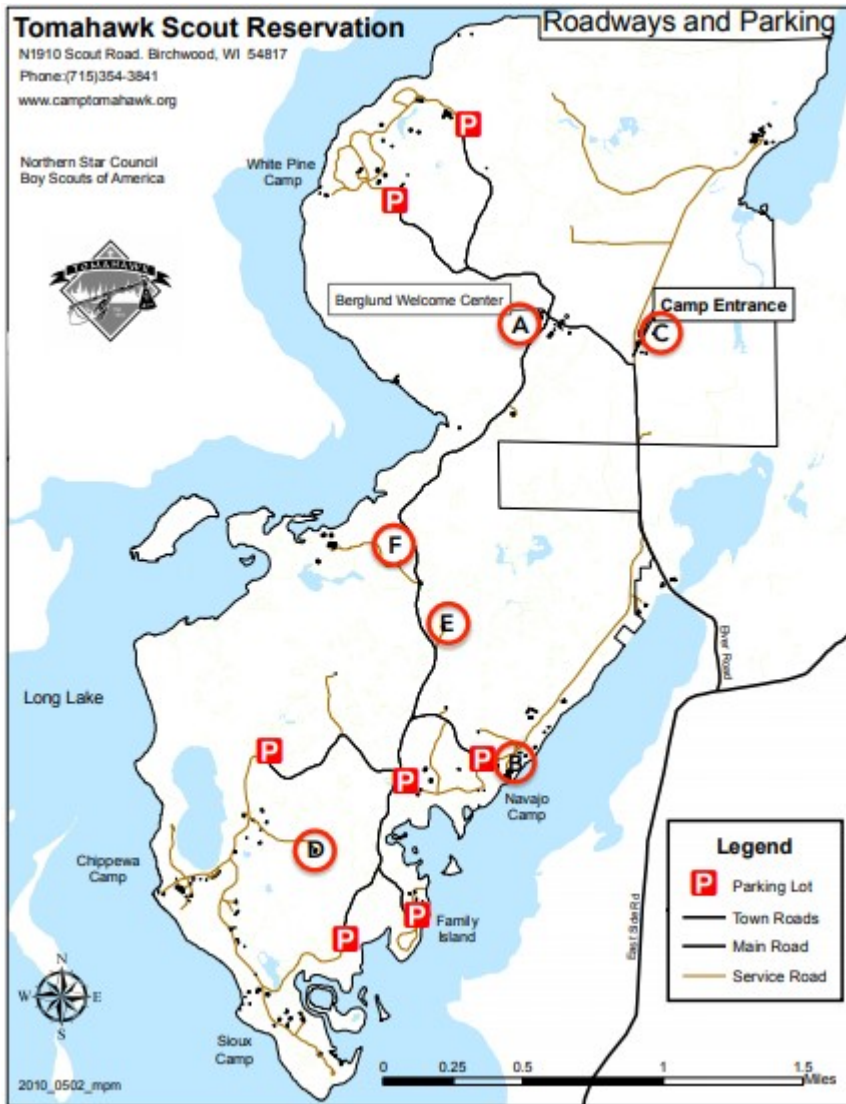 Tomahawk Scout Reservation
N1910 Scout Road. Birchwood, WI 54817
Phone:(715)354-3841
www.camptomahawk.org
Northern Star Council
Boy Scouts of America
Roadways and Parking
TOMAHAWK
White Pine
Camp
P
P
Berglund Welcome Center
A
Camp Entrance
C
F
E
Elver Road
Long Lake
P
P
P
B
Navajo
Camp
D
Chippewa
Camp
P
Family
Island
P
East Side Rd
Sioux
Camp
N
W E
S
2010_0502_mpm
Legend
P Parking Lot
Town Roads
Main Road
Service Road
0 0.25 0.5 1 1.5
Miles